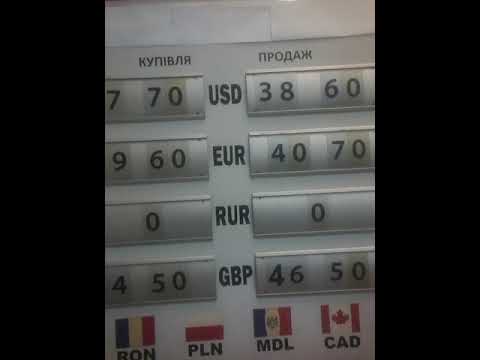 КУПІВЛЯ ПРОДАЖ
7 70 USD 38 60
9 60 EUR 40 70
0 RUR 0
4 50 GBP 46 50
RON PLN MDL CAD